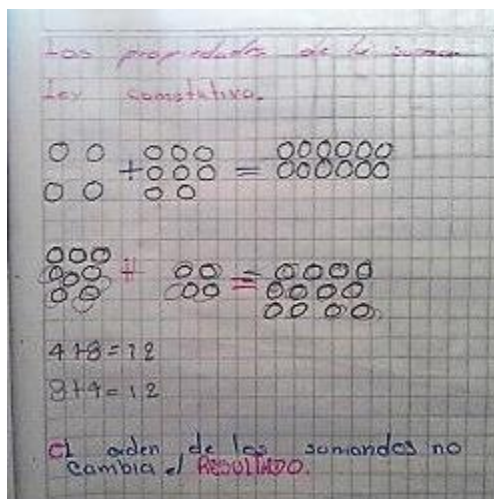 Las propiedades de la suma
Ley conmutativa.
+ =
+ =
4+8=12
8+4=12
El orden de los sumandos no
cambia el RESULTADO.